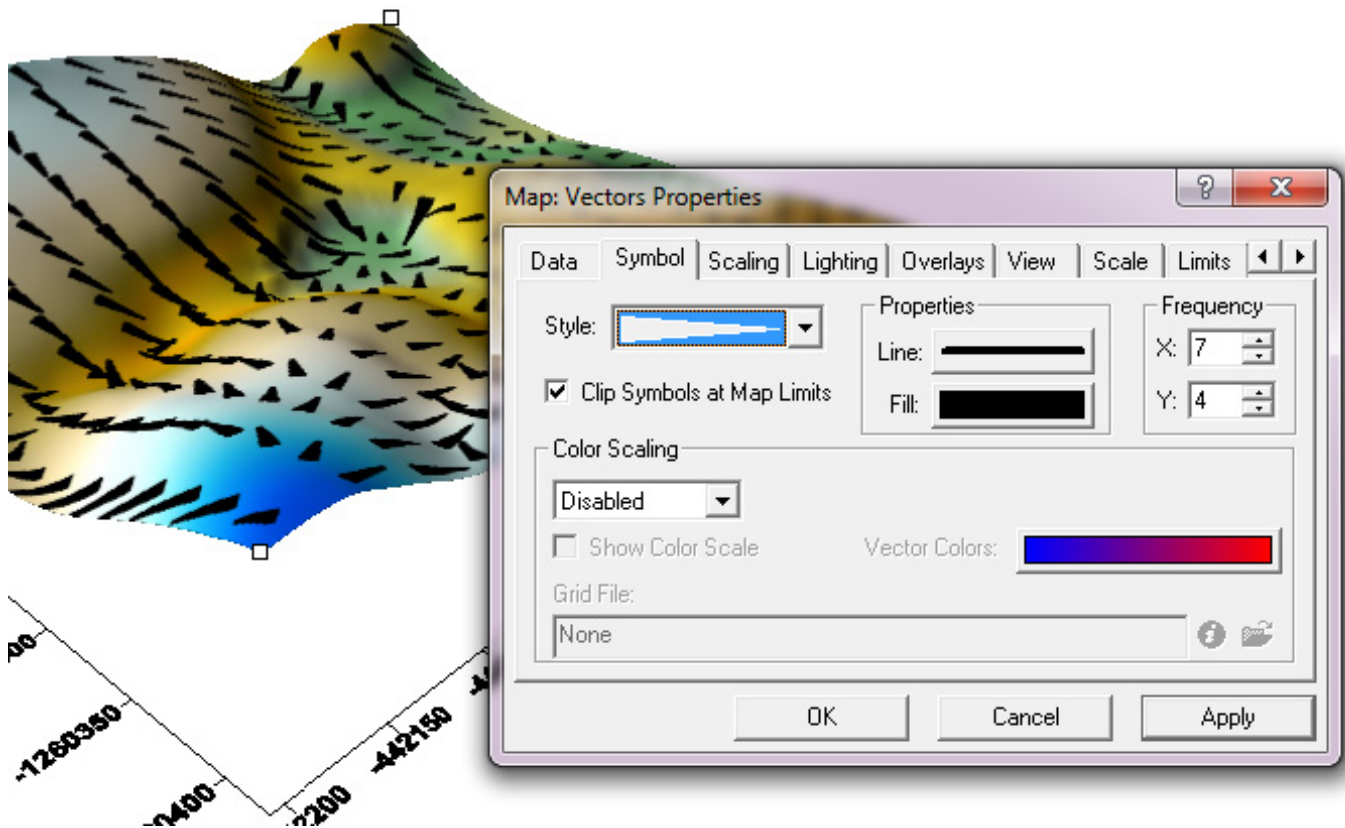 Map: Vectors Properties
Data Symbol Scaling Lighting Overlays View Scale Limits
Style:
Properties
Line:
Fill:
Frequency
X: 7
Y: 4
Clip Symbols at Map Limits
Color Scaling
Disabled
Show Color Scale
Vector Colors:
Grid File:
None
OK Cancel Apply
-1260350
-442150